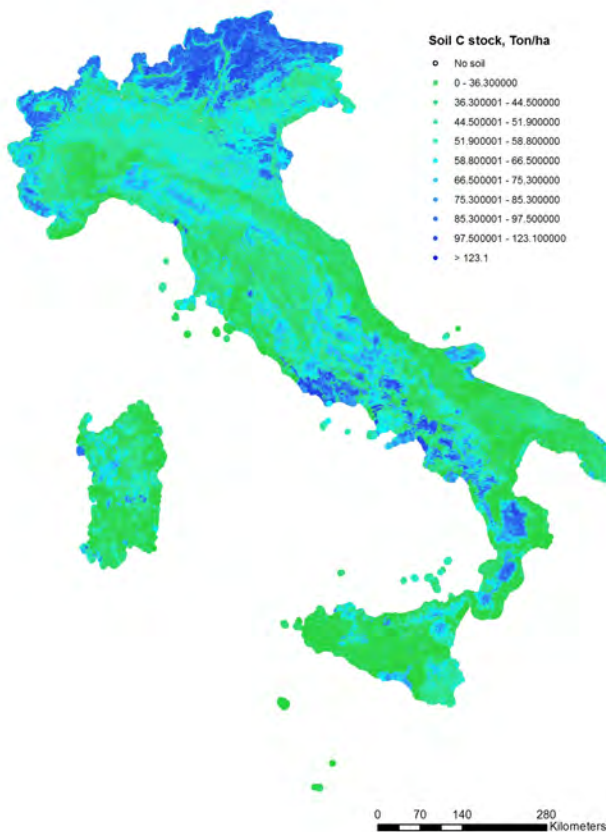 Soil C stock, Ton/ha
No soil
0 - 36.300000
36.300001 - 44.500000
44.500001 - 51.900000
51.900001 - 58.800000
58.800001 - 66.500000
66.500001 - 75.300000
75.300001 - 85.300000
85.300001 - 97.500000
97.500001 - 123.100000
> 123.1
0 70 140 280
Kilometers